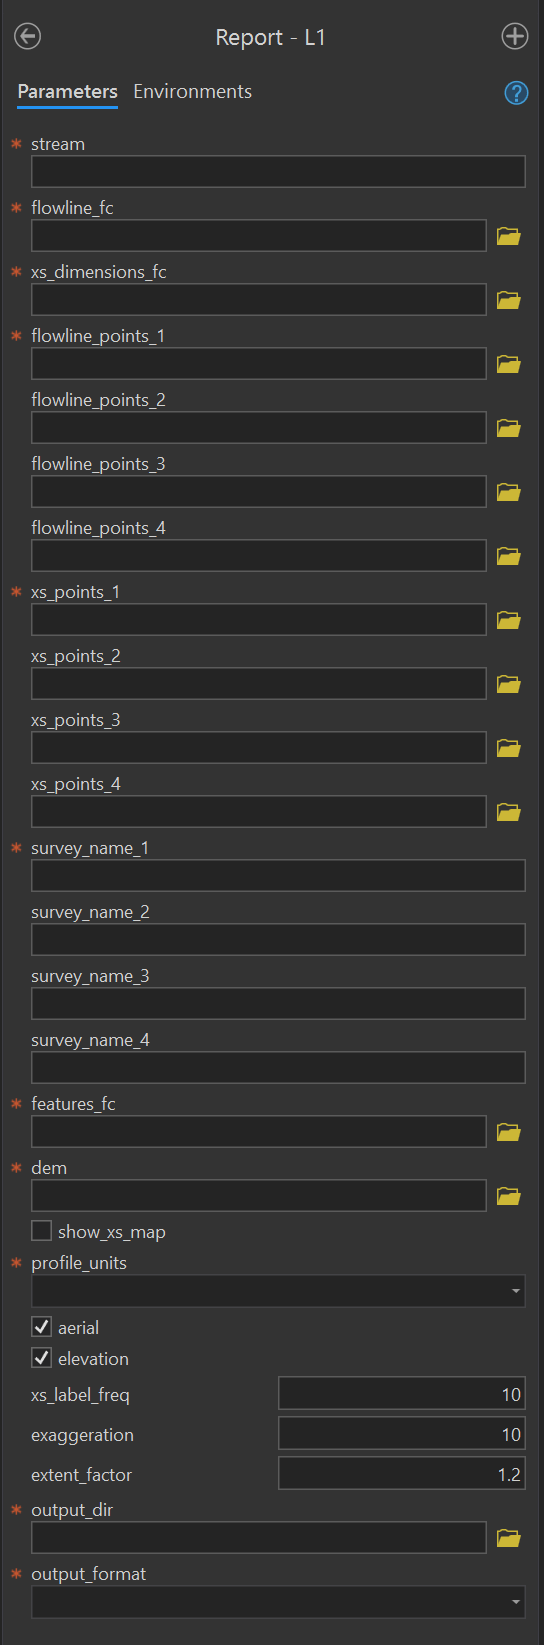 Report - L1
Parameters Environments
?
* stream
* flowline_fc
* xs_dimensions_fc
* flowline_points_1
flowline_points_2
flowline_points_3
flowline_points_4
* xs_points_1
xs_points_2
xs_points_3
xs_points_4
* survey_name_1
survey_name_2
survey_name_3
survey_name_4
* features_fc
* dem
show_xs_map
* profile_units
aerial
elevation
xs_label_freq 10
exaggeration 10
extent_factor 1.2
* output_dir
* output_format